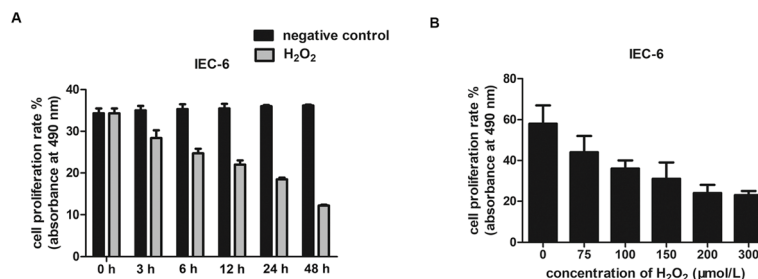 A
negative control
H₂O₂
IEC-6
cell proliferation rate %
(absorbance at 490 nm)
40
30
20
10
0
0 h 3 h 6 h 12 h 24 h 48 h
B
IEC-6
cell proliferation rate %
(absorbance at 490 nm)
80
60
40
20
0
0 75 100 150 200 300
concentration of H₂O₂ (μmol/L)